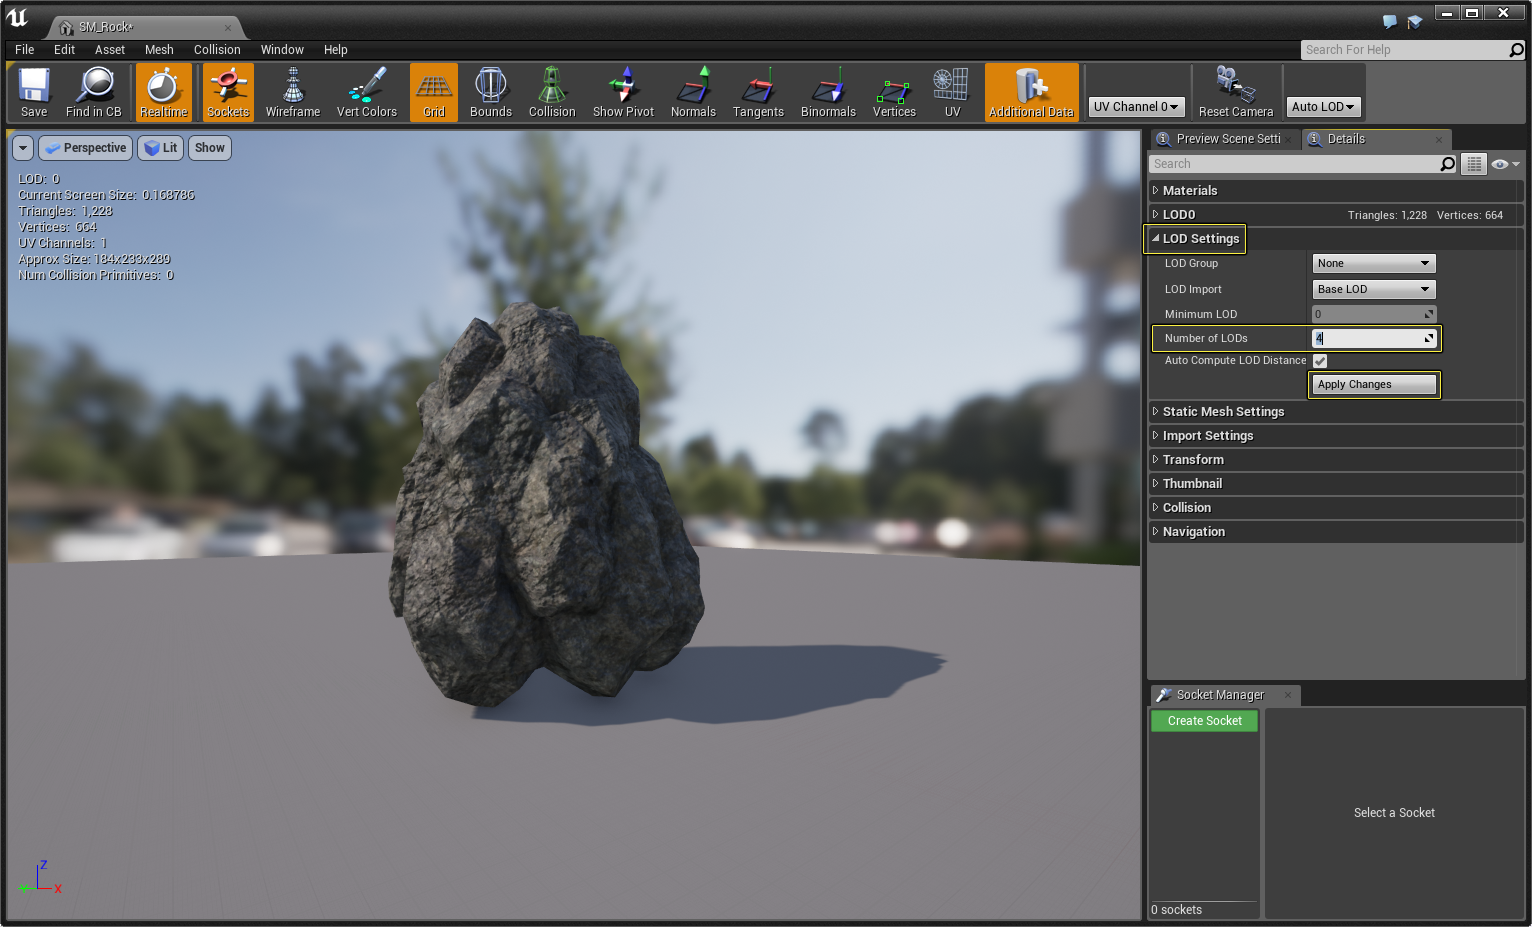 SM_Rock*
File Edit Asset Mesh Collision Window Help
Search For Help
Save Find in CB Realtime Sockets Wireframe Vert Colors Grid Bounds Collision Show Pivot Normals Tangents Binormals Vertices UV Additional Data UV Channel 0 Reset Camera Auto LOD
Perspective Lit Show
LOD: 0
Current Screen Size: 0.168786
Triangles: 1,228
Vertices: 664
UV Channels: 1
Approx Size: 184x233x289
Num Collision Primitives: 0
Z
Y X
Preview Scene Setti Details
Search
Materials
LOD0 Triangles: 1,228 Vertices: 664
LOD Settings
LOD Group None
LOD Import Base LOD
Minimum LOD 0
Number of LODs 4
Auto Compute LOD Distance
Apply Changes
Static Mesh Settings
Import Settings
Transform
Thumbnail
Collision
Navigation
Socket Manager
Create Socket
Select a Socket
0 sockets